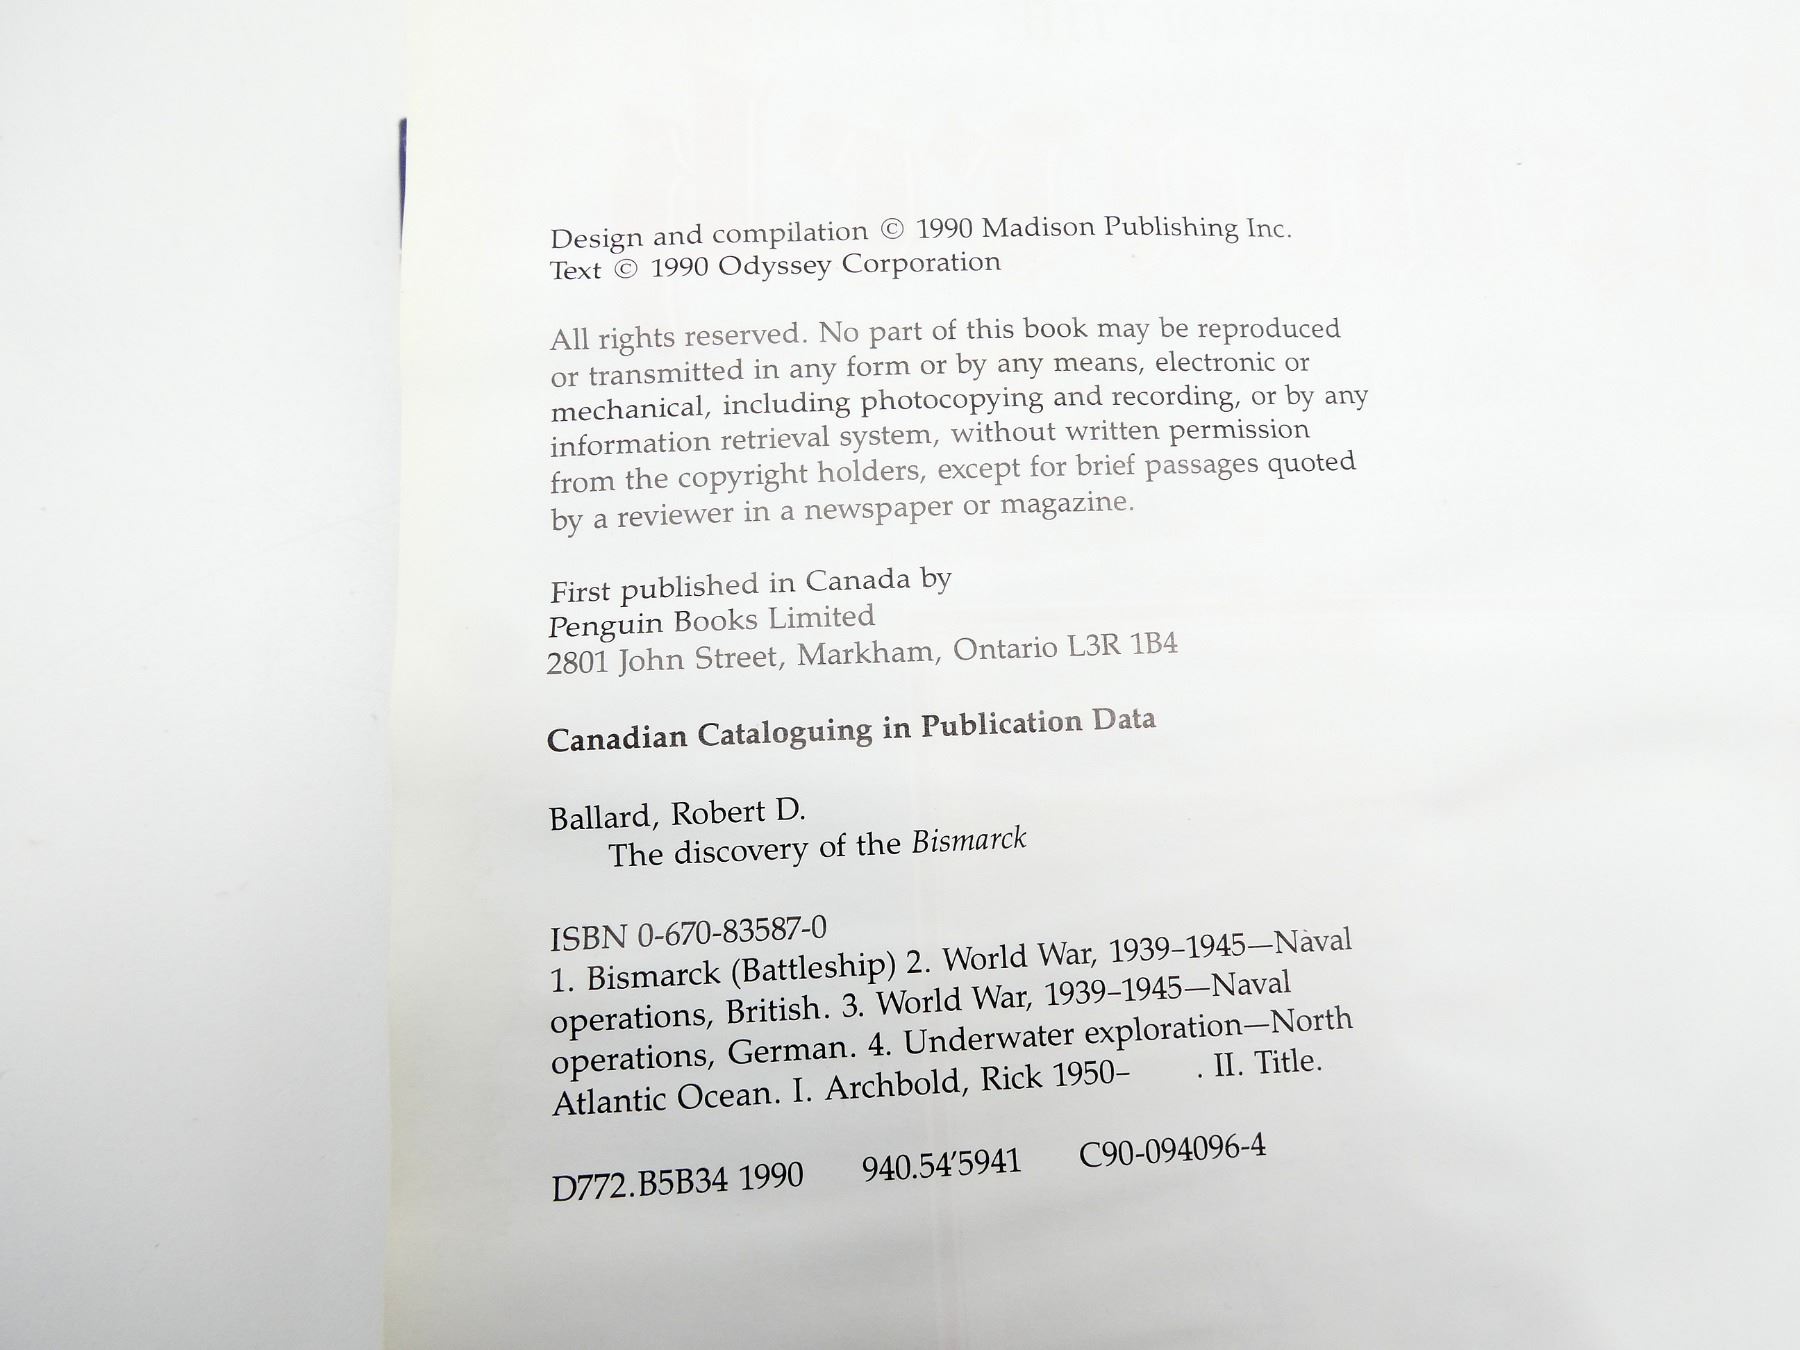 Design and compilation © 1990 Madison Publishing Inc.
Text © 1990 Odyssey Corporation
All rights reserved. No part of this book may be reproduced
or transmitted in any form or by any means, electronic or
mechanical, including photocopying and recording, or by any
information retrieval system, without written permission
from the copyright holders, except for brief passages quoted
by a reviewer in a newspaper or magazine.
First published in Canada by
Penguin Books Limited
2801 John Street, Markham, Ontario L3R 1B4
Canadian Cataloguing in Publication Data
Ballard, Robert D.
The discovery of the Bismarck
ISBN 0-670-83587-0
1. Bismarck (Battleship) 2. World War, 1939–1945—Naval
operations, British. 3. World War, 1939–1945—Naval
operations, German. 4. Underwater exploration—North
Atlantic Ocean. I. Archbold, Rick 1950– . II. Title.
D772.B5B34 1990 940.54'5941 C90-094096-4